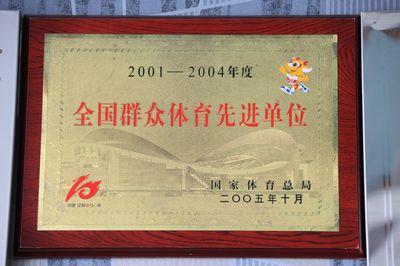 2001—2004年度
全国群众体育先进单位
国家体育总局
二〇〇五年十月